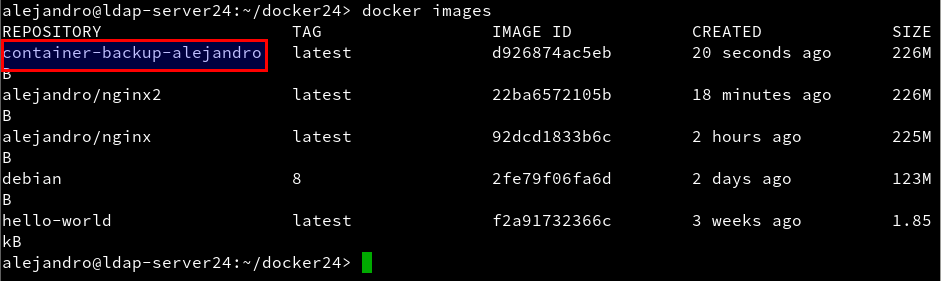 alejandro@ldap-server24:~/docker24> docker images
REPOSITORY TAG IMAGE ID CREATED SIZE
container-backup-alejandro latest d926874ac5eb 20 seconds ago 226M
B
alejandro/nginx2 latest 22ba6572105b 18 minutes ago 226M
B
alejandro/nginx latest 92dcd1833b6c 2 hours ago 225M
B
debian 8 2fe79f06fa6d 2 days ago 123M
B
hello-world latest f2a91732366c 3 weeks ago 1.85
kB
alejandro@ldap-server24:~/docker24>